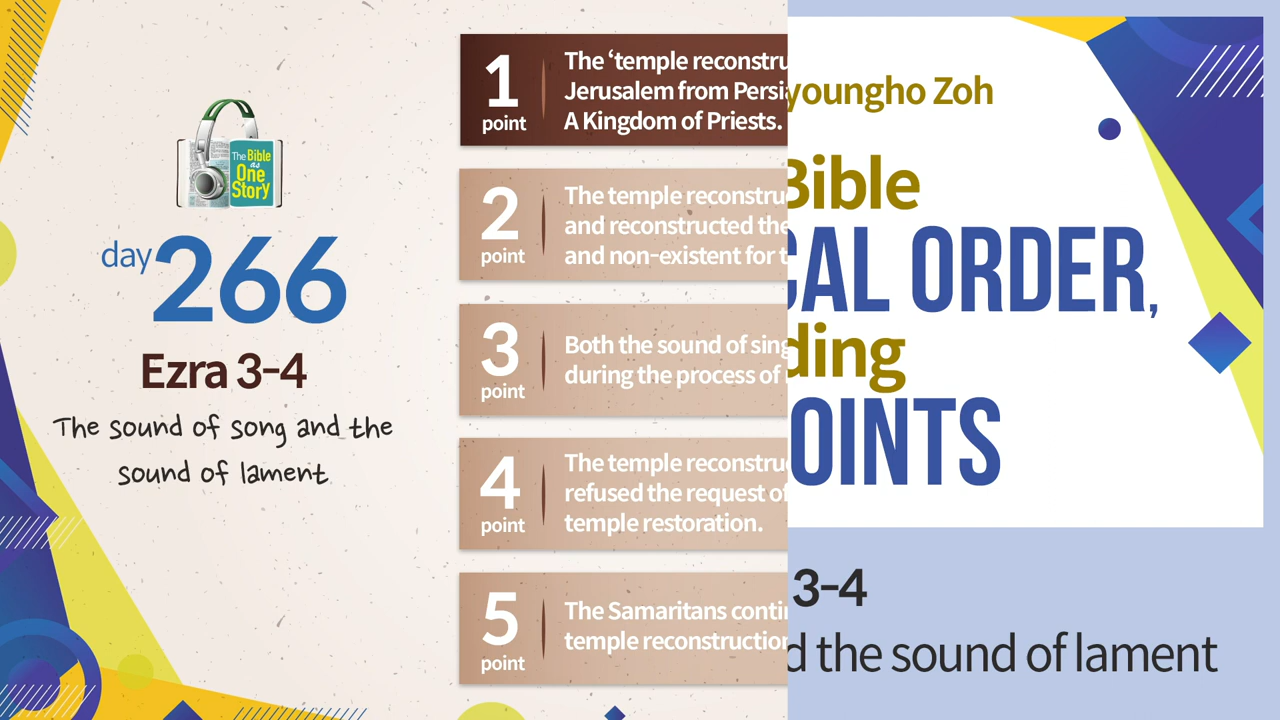 The Bible
as
One
Story
day 266
Ezra 3-4
The sound of song and the
sound of lament
1
point
The ‘temple reconstru
Jerusalem from Persia
A Kingdom of Priests.
2
point
The temple reconstru
and reconstructed the
and non-existent for t
3
point
Both the sound of sing
during the process of
4
point
The temple reconstru
refused the request of
temple restoration.
5
point
The Samaritans contin
temple reconstruction
youngho Zoh
Bible
CAL ORDER,
ding
OINTS
3-4
d the sound of lament